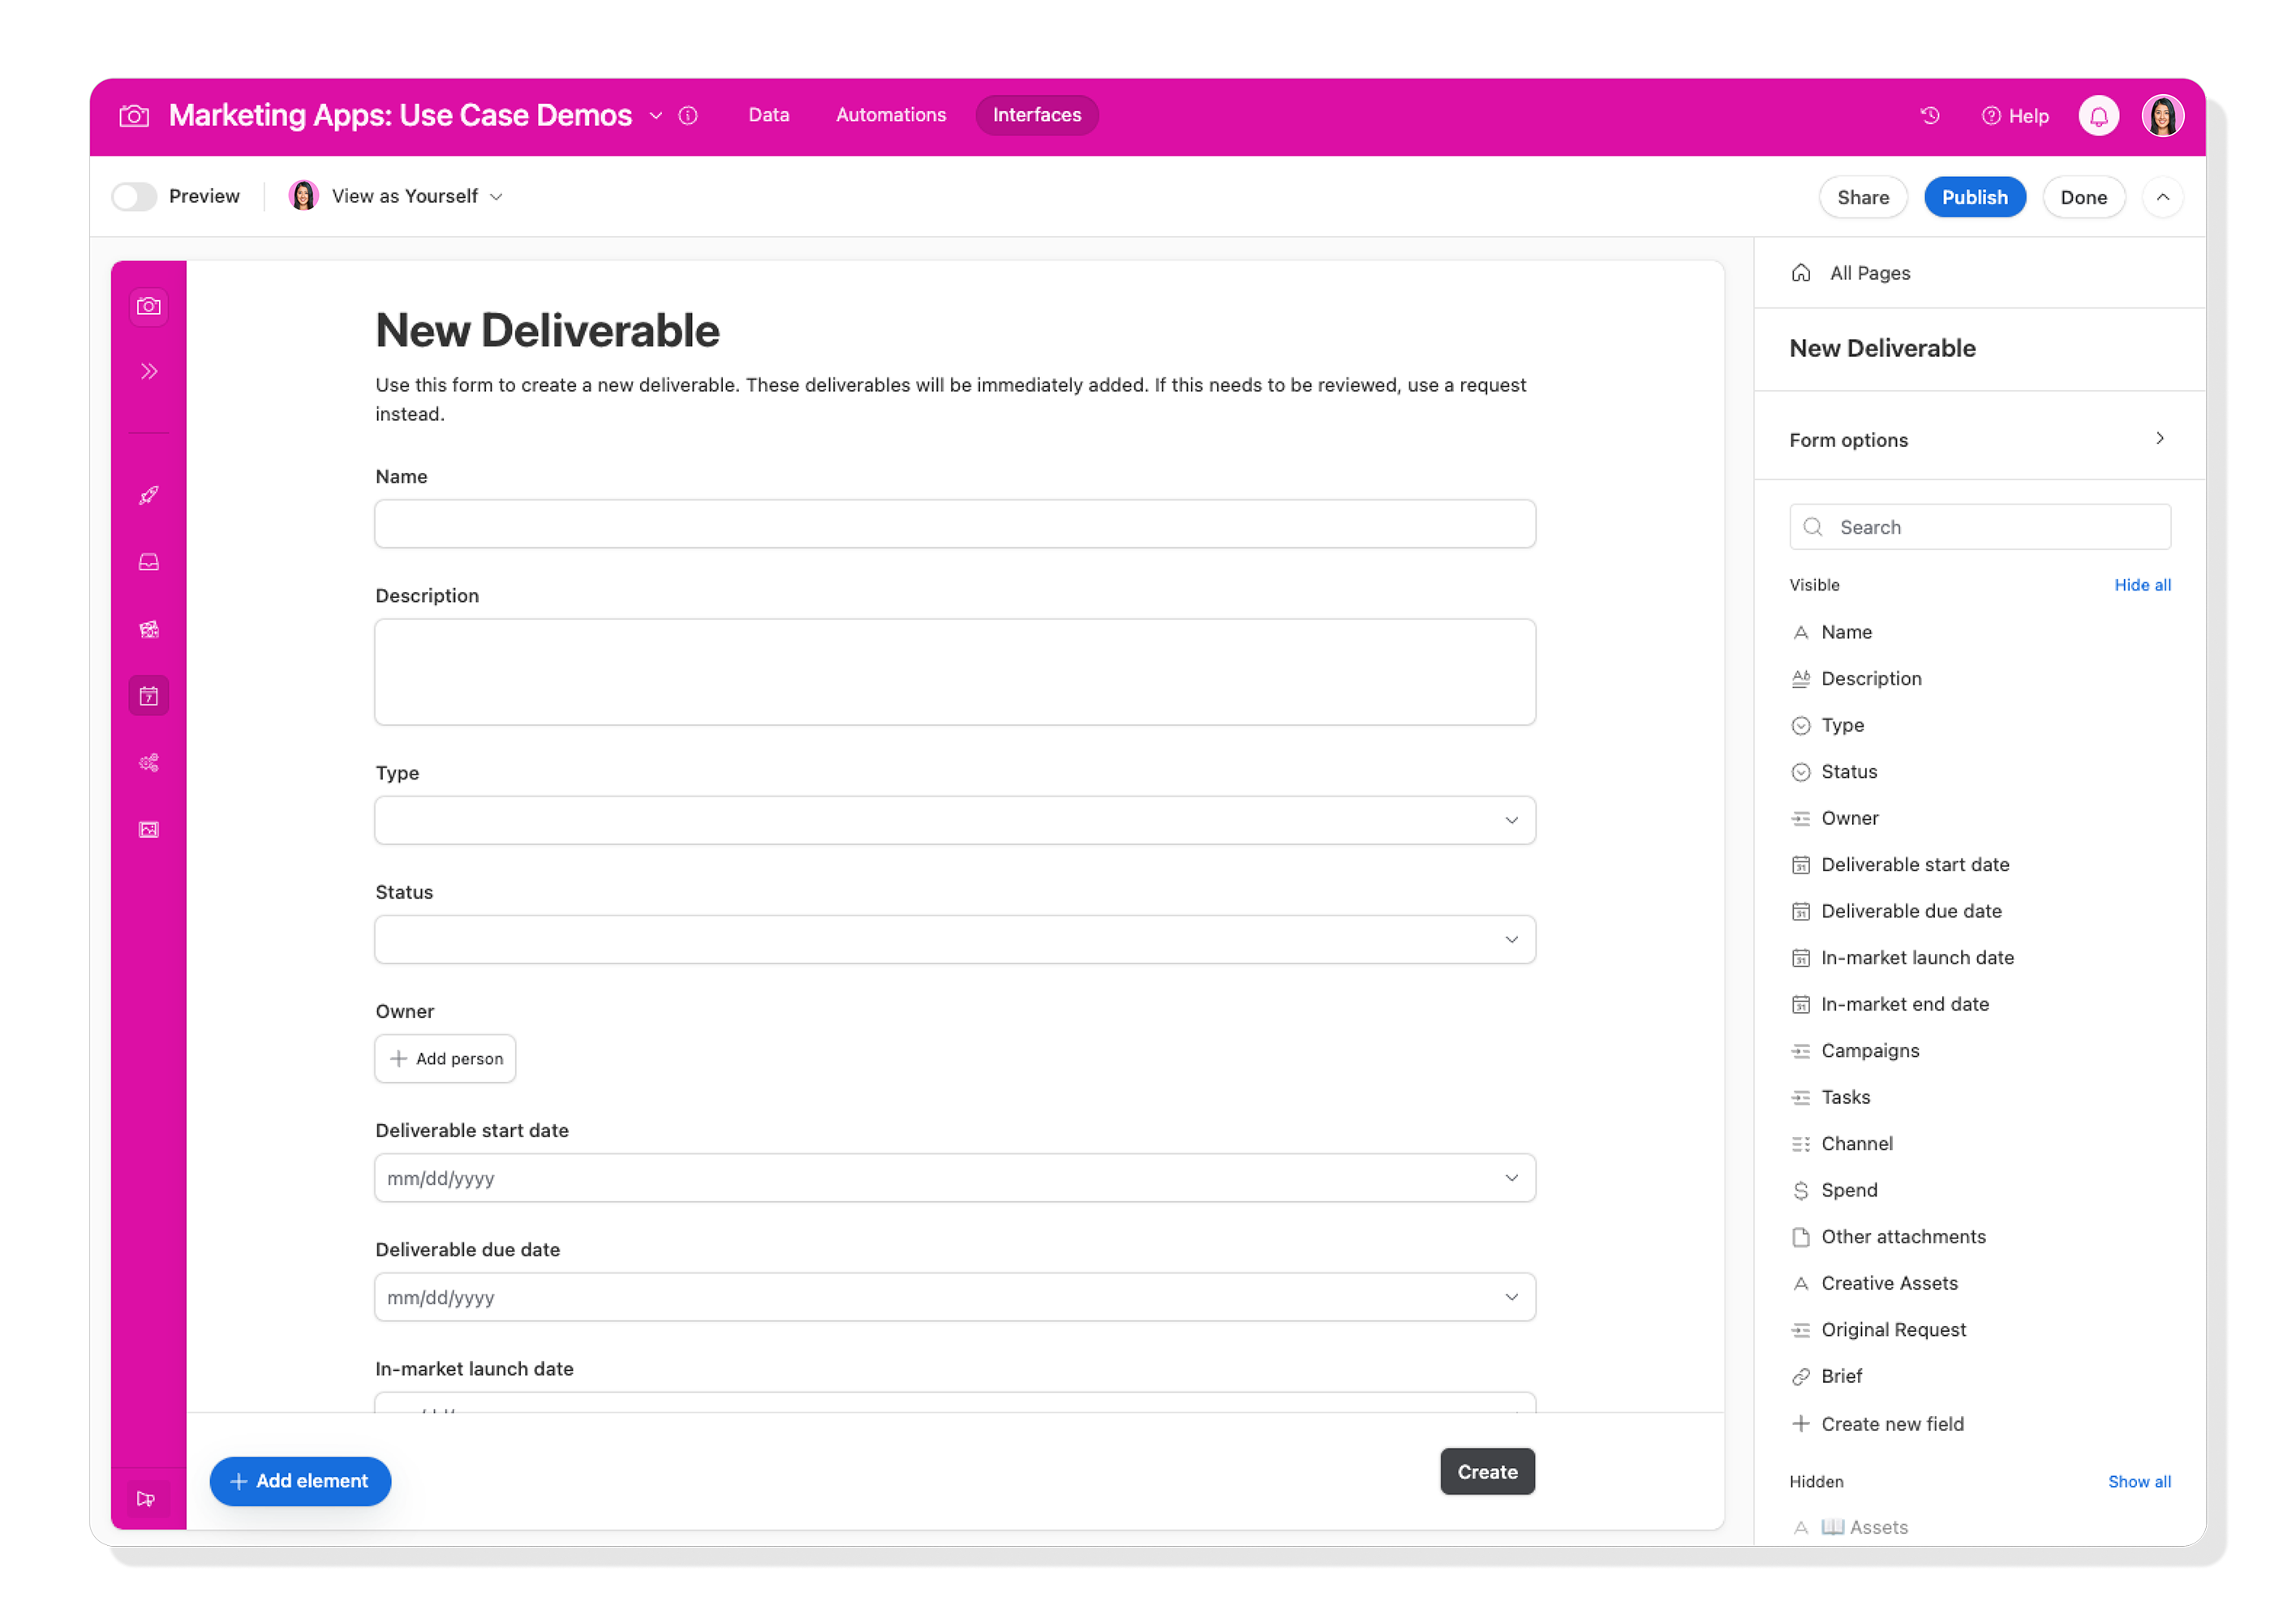 Marketing Apps: Use Case Demos
Data
Automations
Interfaces
Help
Preview
View as Yourself
Share
Publish
Done
New Deliverable
Use this form to create a new deliverable. These deliverables will be immediately added. If this needs to be reviewed, use a request
instead.
Name
Description
Type
Status
Owner
Add person
Deliverable start date
mm/dd/yyyy
Deliverable due date
mm/dd/yyyy
In-market launch date
Add element
Create
All Pages
New Deliverable
Form options
Search
Visible
Hide all
Name
Description
Type
Status
Owner
Deliverable start date
Deliverable due date
In-market launch date
In-market end date
Campaigns
Tasks
Channel
Spend
Other attachments
Creative Assets
Original Request
Brief
Create new field
Hidden
Show all
Assets